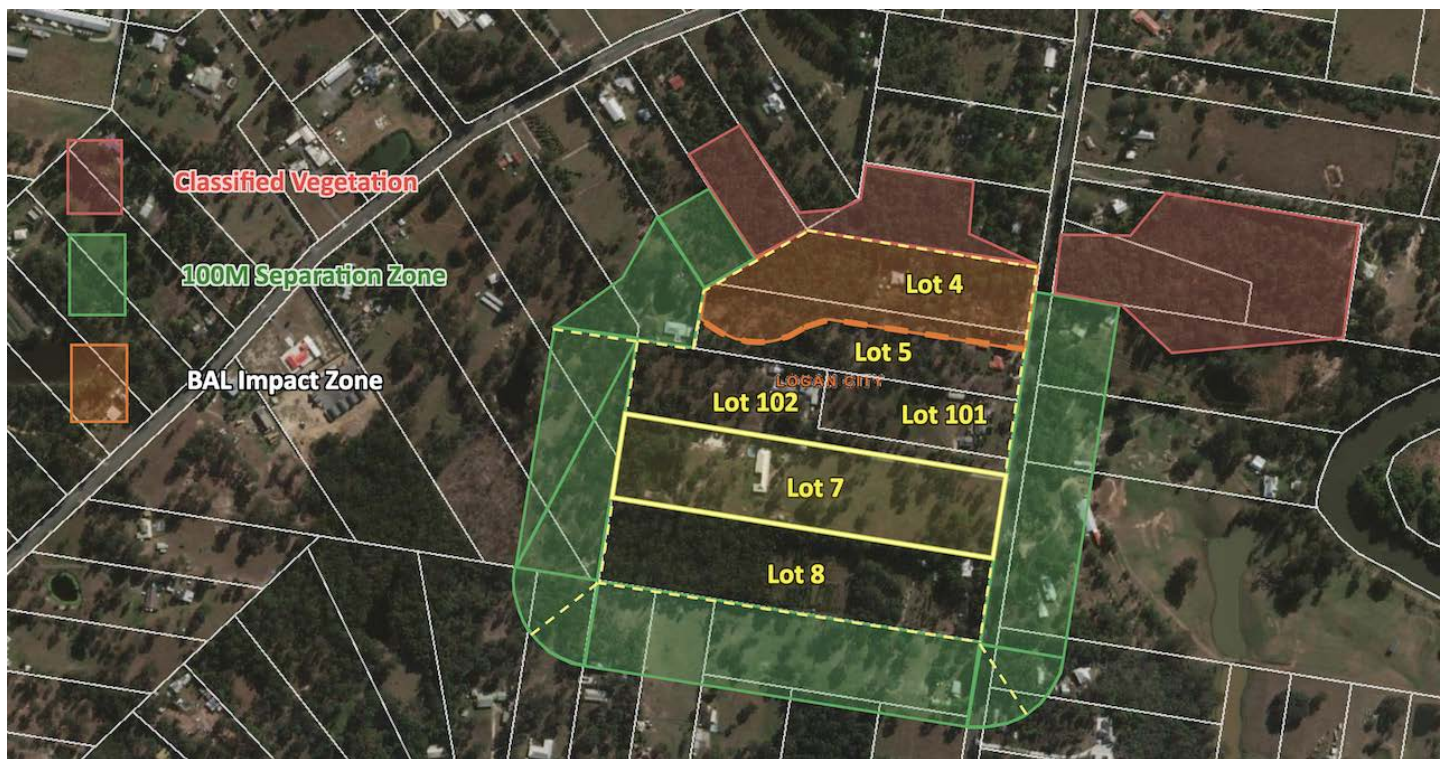 Classified Vegetation
100M Separation Zone
BAL Impact Zone
Lot 4
Lot 5
LOGAN CITY
Lot 102
Lot 101
Lot 7
Lot 8